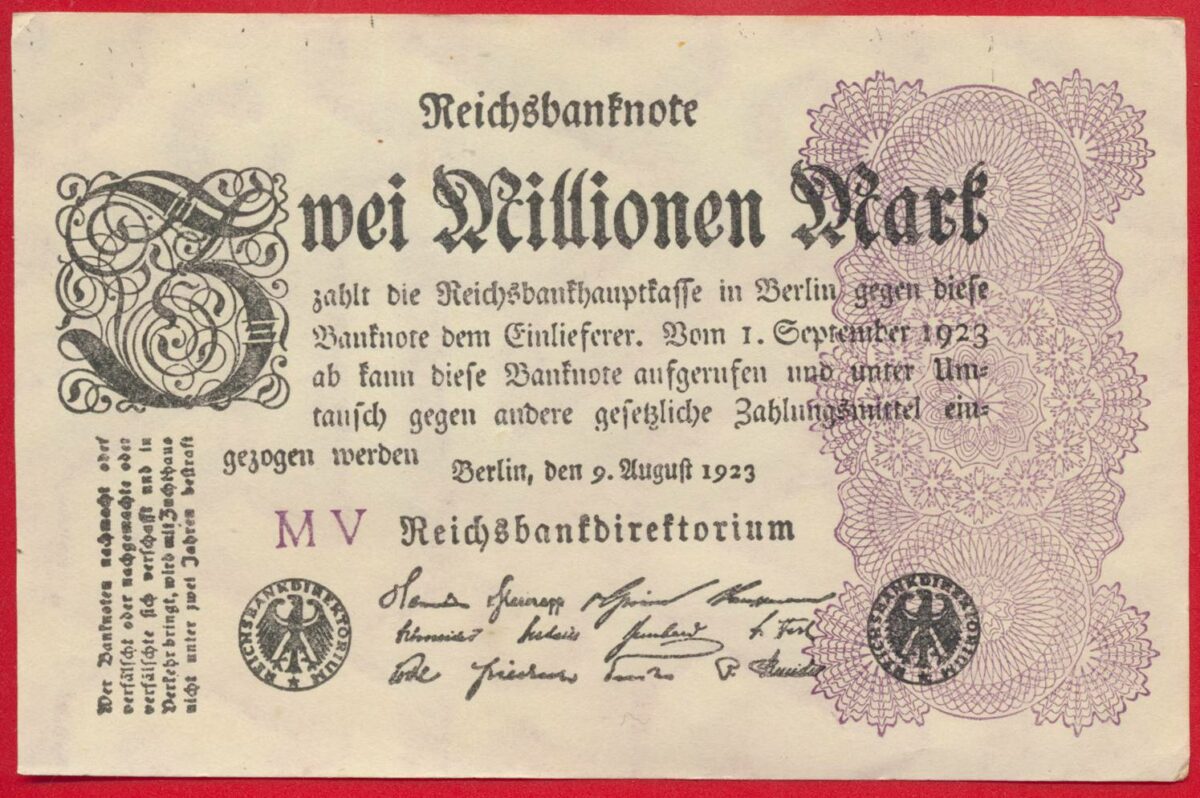 Reichsbanknote
Zwei Millionen Mark
zahlt die Reichsbankhauptkasse in Berlin gegen diese
Banknote dem Einlieferer. Vom 1. September 1923
ab kann diese Banknote aufgerufen und unter Um-
tausch gegen andere gesetzliche Zahlungsmittel ein-
gezogen werden
Berlin, den 9. August 1923
MV Reichsbankdirektorium
REICHSBANKDIREKTORIUM
REICHSBANKDIREKTORIUM
Wer Banknoten nachmacht oder
verfälscht oder nachgemachte oder
verfälschte sich verschafft und in
Verkehr bringt, wird mit Zuchthaus
nicht unter zwei Jahren bestraft